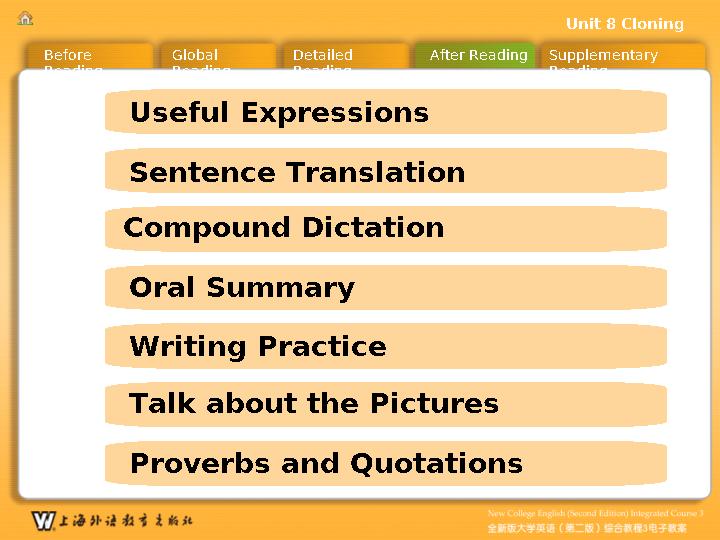 Unit 8 Cloning
Before Reading
Global Reading
Detailed Reading
After Reading
Supplementary Reading
Useful Expressions
Sentence Translation
Compound Dictation
Oral Summary
Writing Practice
Talk about the Pictures
Proverbs and Quotations
W 上海外语教育出版社
New College English (Second Edition) Integrated Course 3
全新版大学英语（第二版）综合教程3电子教案